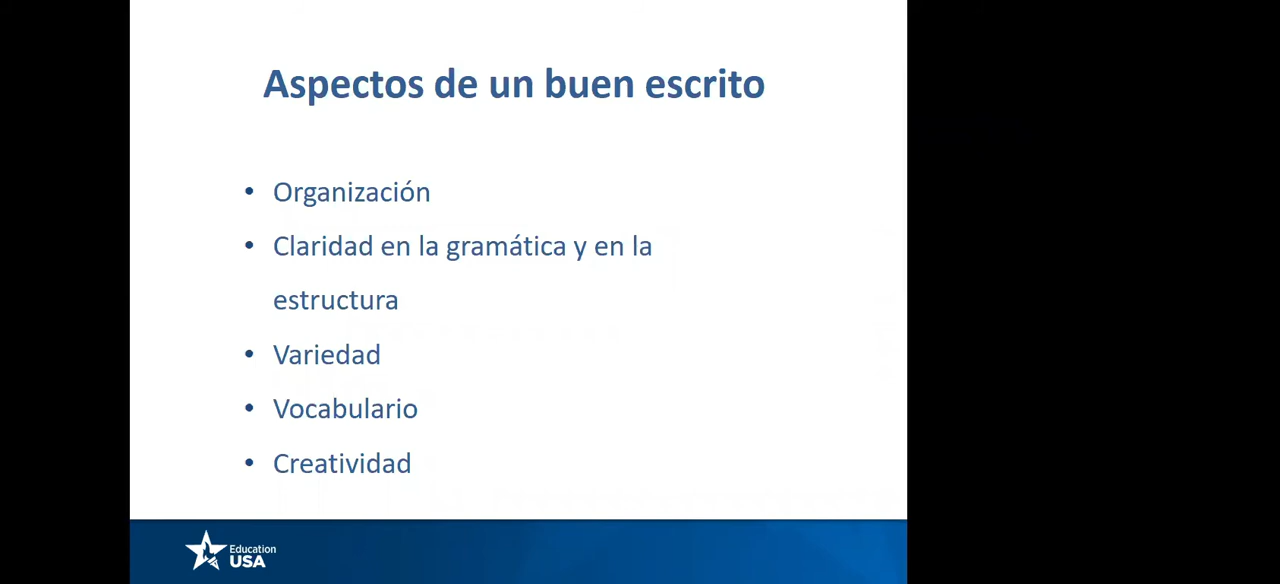 Aspectos de un buen escrito
• Organización
• Claridad en la gramática y en la
estructura
• Variedad
• Vocabulario
• Creatividad
Education
USA